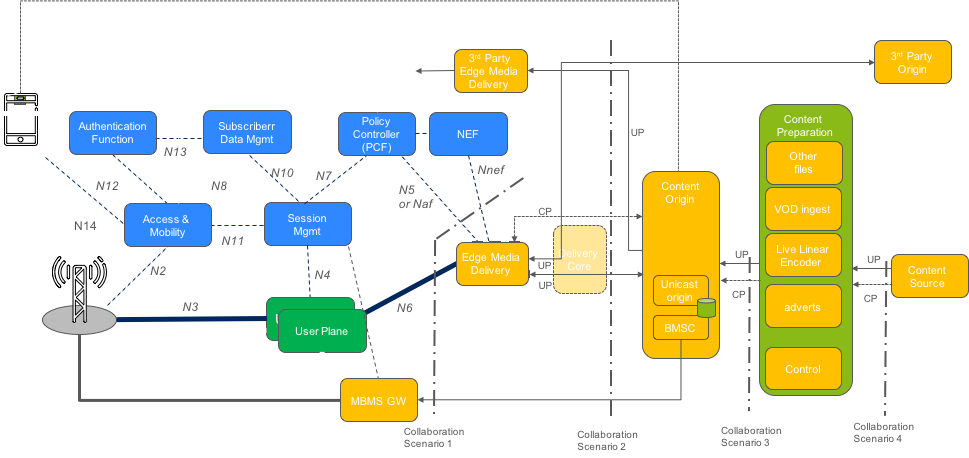 3rd Party
Edge Media
Delivery
3rd Party
Origin
UP
Authentication
Function
Subscriberr
Data Mgmt
Policy
Controller
(PCF)
NEF
Content
Preparation
N13
N10
N7
Nnef
Other
files
N12
N8
N5
or Naf
Content
Origin
N14
Access &
Mobility
N11
Session
Mgmt
CP
VOD ingest
N2
N4
Edge Media
Delivery
UP
UP
Delivery
Core
Live Linear
Encoder
UP
CP
UP
CP
Content
Source
Unicast
origin
BMSC
N3
N6
User Plane
adverts
Control
MBMS GW
Collaboration
Scenario 1
Collaboration
Scenario 2
Collaboration
Scenario 3
Collaboration
Scenario 4